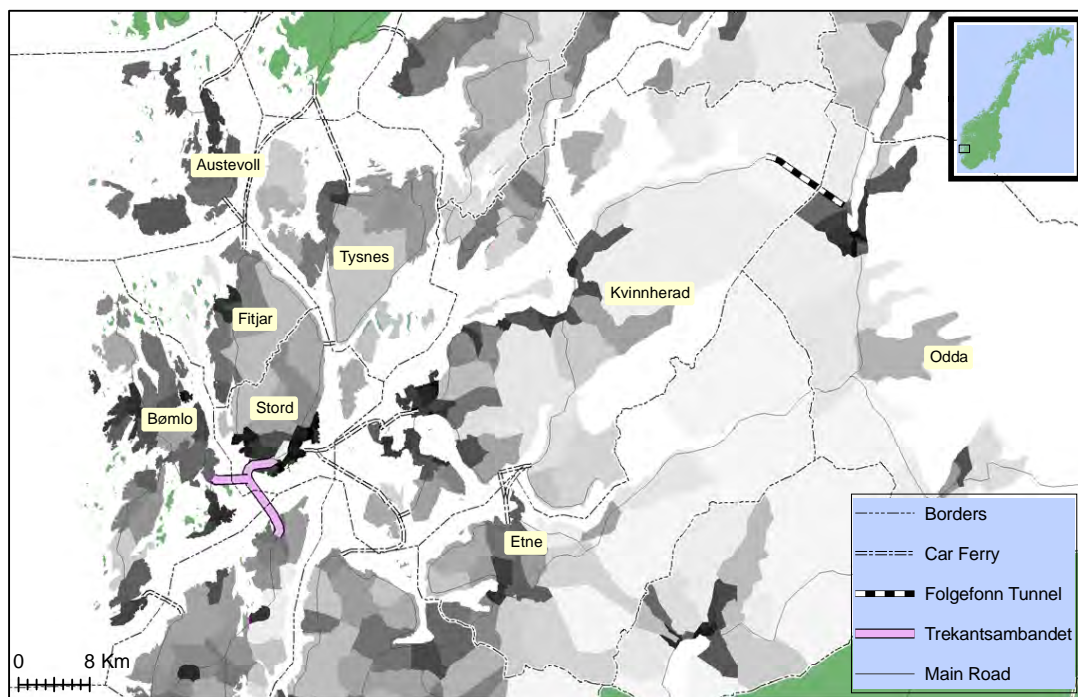 Austevoll
Tysnes
Kvinnherad
Fitjar
Odda
Stord
Bømlo
Etne
Borders
Car Ferry
Folgefonn Tunnel
Trekantsambandet
Main Road
0 8 Km